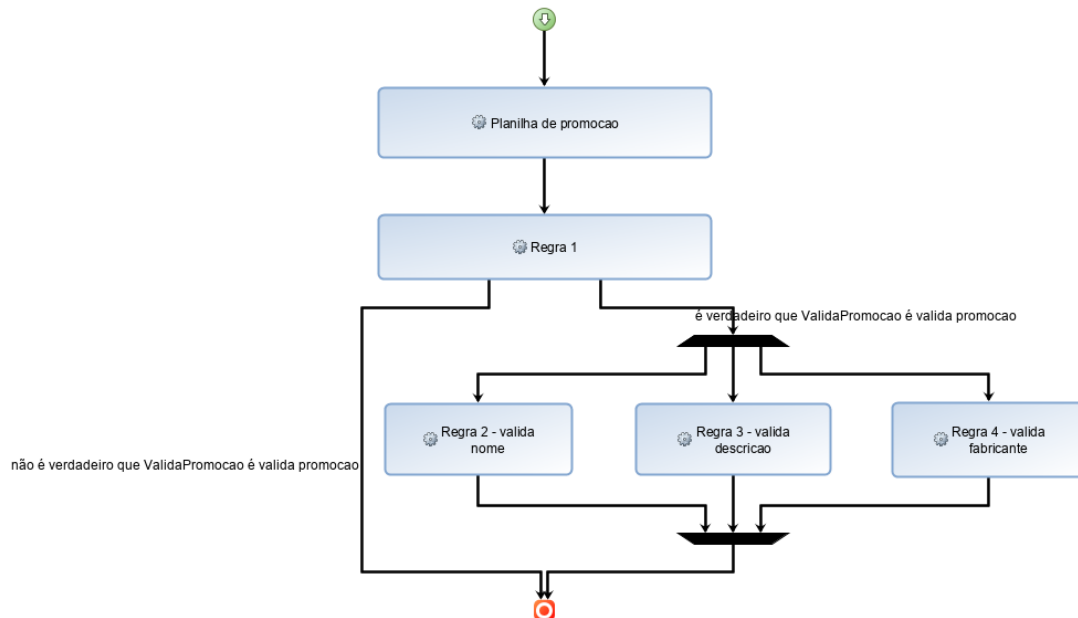 Planilha de promocao
Regra 1
é verdadeiro que ValidaPromocao é valida promocao
Regra 2 - valida
nome
Regra 3 - valida
descricao
Regra 4 - valida
fabricante
não é verdadeiro que ValidaPromocao é valida promocao